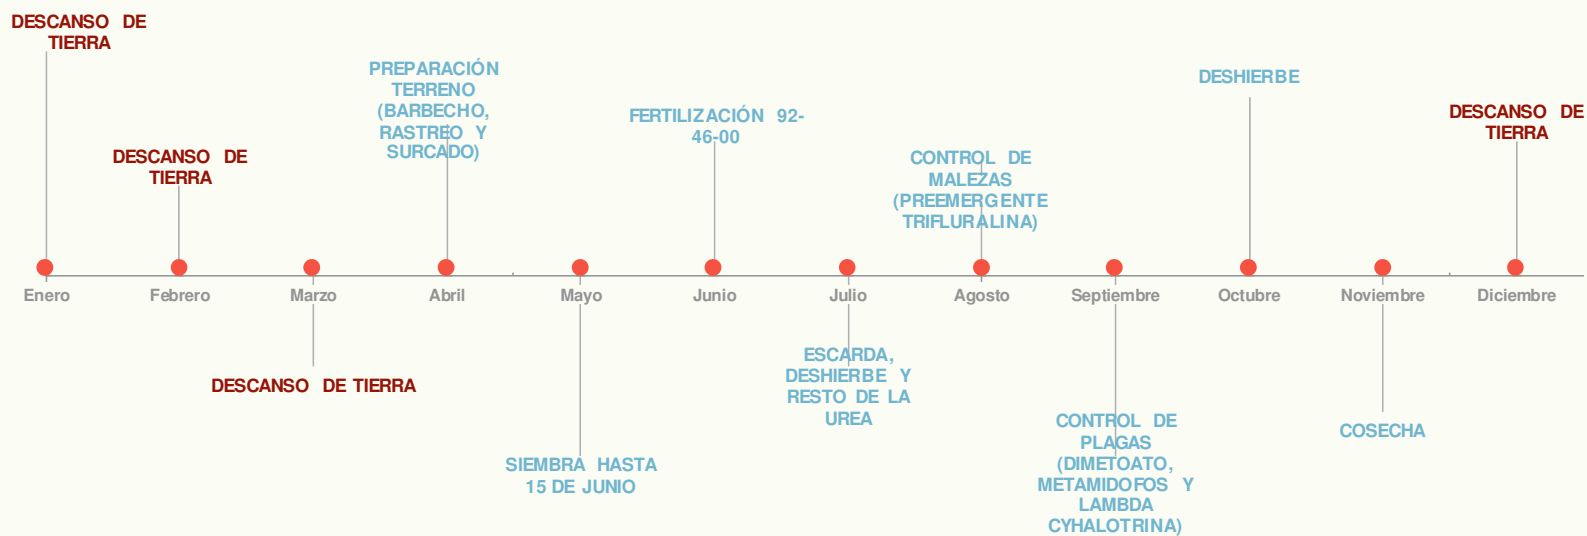 DESCANSO DE
TIERRA
DESCANSO DE
TIERRA
PREPARACIÓN
TERRENO
(BARBECHO,
RASTREO Y
SURCADO)
FERTILIZACIÓN 92-
46-00
CONTROL DE
MALEZAS
(PREEMERGENTE
TRIFLURALINA)
DESHIERBE
DESCANSO DE
TIERRA
Enero Febrero Marzo Abril Mayo Junio Julio Agosto Septiembre Octubre Noviembre Diciembre
DESCANSO DE TIERRA
SIEMBRA HASTA
15 DE JUNIO
ESCARDA,
DESHIERBE Y
RESTO DE LA
UREA
CONTROL DE
PLAGAS
(DIMETOATO,
METAMIDOFOS Y
LAMBDA
CYHALOTRINA)
COSECHA